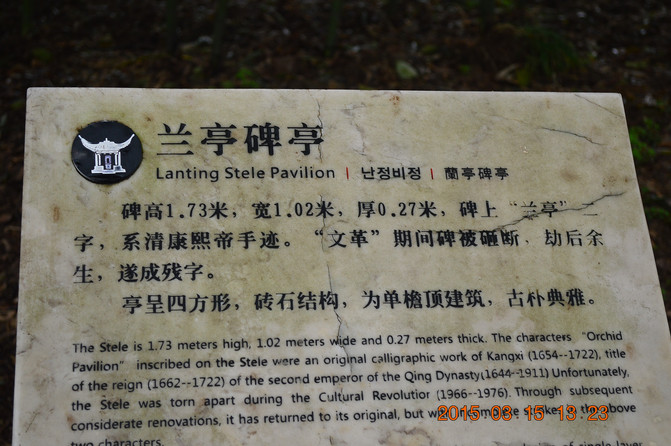 兰亭碑亭
Lanting Stele Pavilion | 난정비정 | 蘭亭碑亭
碑高1.73米，宽1.02米，厚0.27米，碑上“兰亭”二
字，系清康熙帝手迹。“文革”期间碑被砸断，劫后余
生，遂成残字。
亭呈四方形，砖石结构，为单檐顶建筑，古朴典雅。
The Stele is 1.73 meters high, 1.02 meters wide and 0.27 meters thick. The characters "Orchid
Pavilion" inscribed on the Stele were an original calligraphic work of Kangxi (1654--1722), title
of the reign (1662--1722) of the second emperor of the Qing Dynasty(1644--1911) Unfortunately,
the Stele was torn apart during the Cultural Revolutior (1966--1976). Through subsequent
considerate renovations, it has returned to its original, but the above
two characters.
of single layer
2015 08 15 13 23